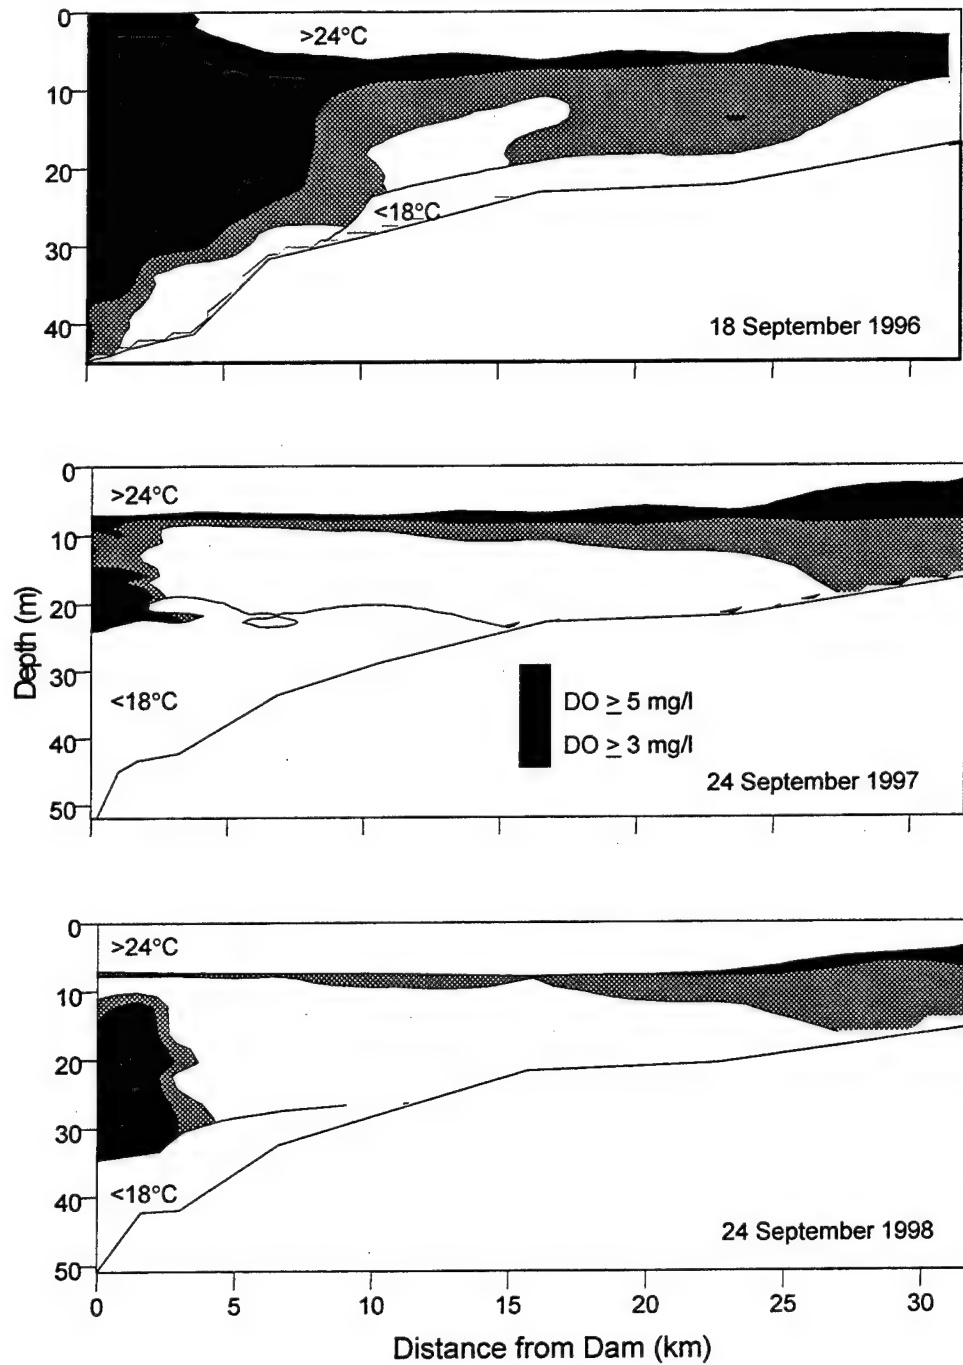 0
>24°C
10
20
<18°C
30
40
18 September 1996
0
>24°C
10
20
30
<18°C
40
50
Depth (m)
DO ≥ 5 mg/l
DO ≥ 3 mg/l
24 September 1997
0
>24°C
10
20
30
40
<18°C
50
24 September 1998
0 5 10 15 20 25 30
Distance from Dam (km)